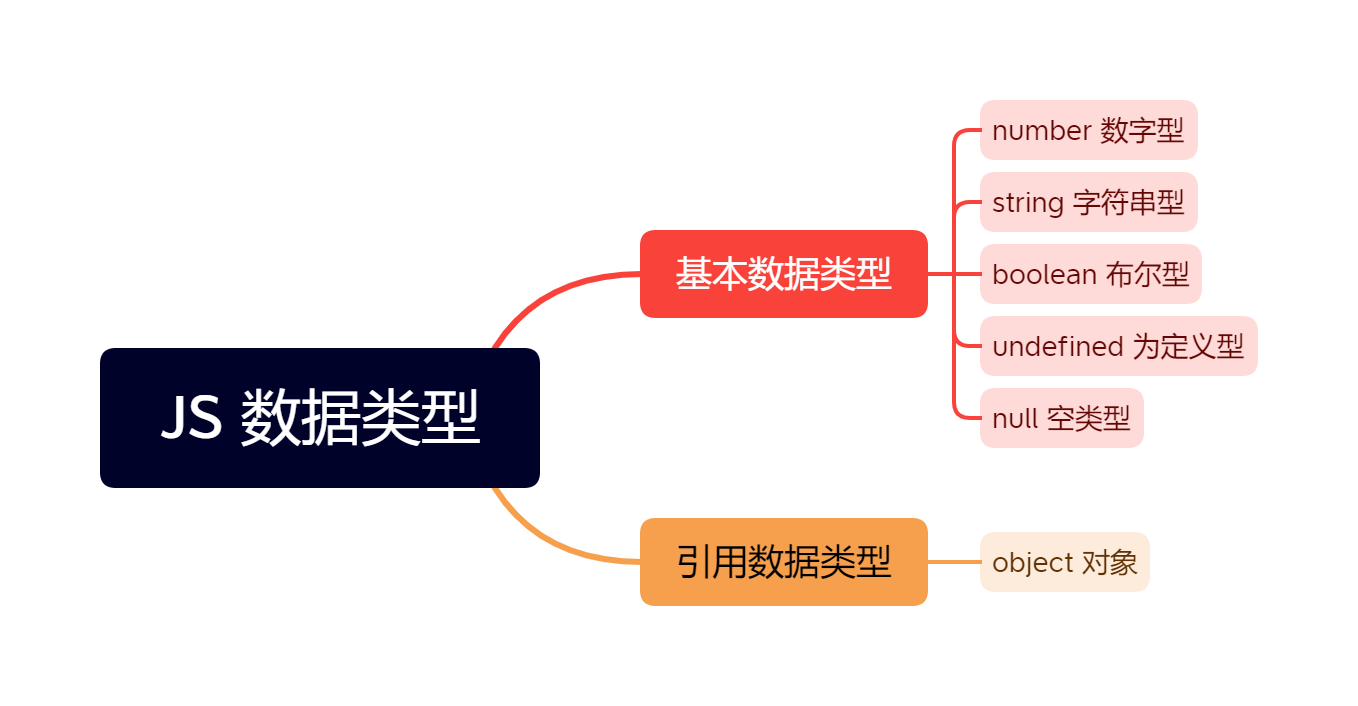 JS 数据类型
基本数据类型
number 数字型
string 字符串型
boolean 布尔型
undefined 为定义型
null 空类型
引用数据类型
object 对象